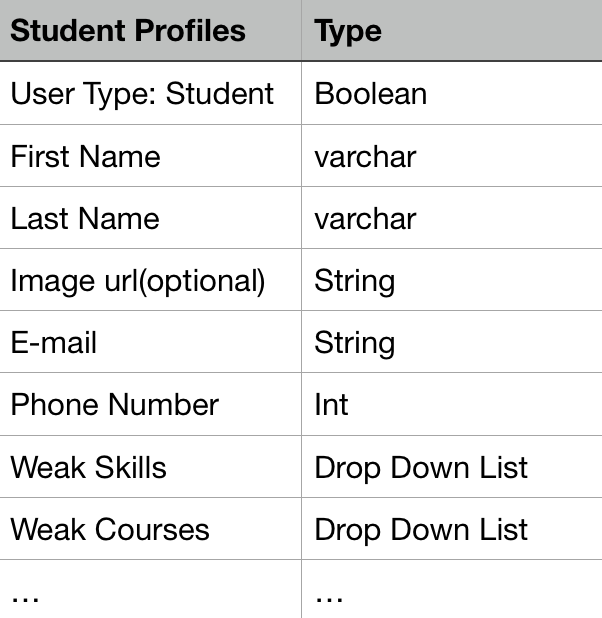 Student Profiles Type
User Type: Student Boolean
First Name varchar
Last Name varchar
Image url(optional) String
E-mail String
Phone Number Int
Weak Skills Drop Down List
Weak Courses Drop Down List
… …